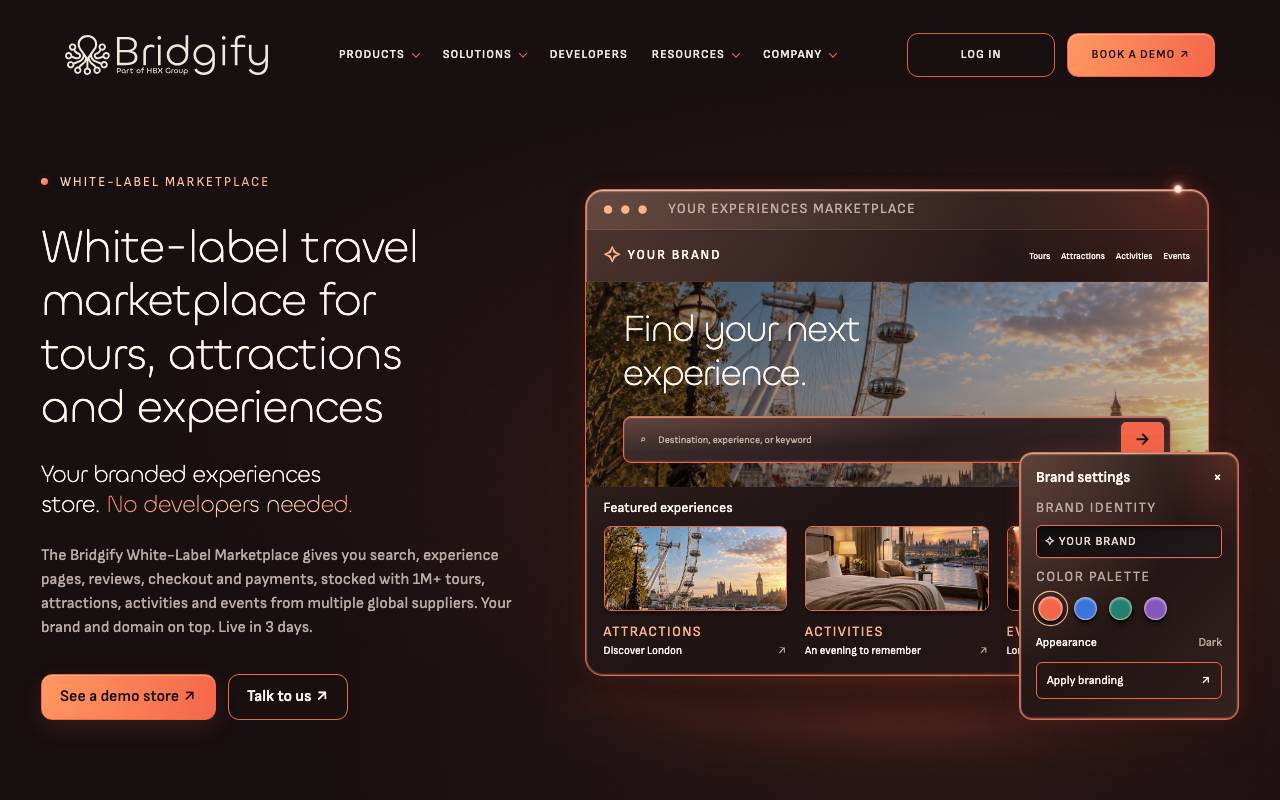 Bridgify
Part of HBX Group
PRODUCTS
SOLUTIONS
DEVELOPERS
RESOURCES
COMPANY
LOG IN
BOOK A DEMO ↗
WHITE-LABEL MARKETPLACE
White-label travel
marketplace for
tours, attractions
and experiences
Your branded experiences
store. No developers needed.
The Bridgify White-Label Marketplace gives you search, experience
pages, reviews, checkout and payments, stocked with 1M+ tours,
attractions, activities and events from multiple global suppliers. Your
brand and domain on top. Live in 3 days.
See a demo store ↗
Talk to us ↗
YOUR EXPERIENCES MARKETPLACE
YOUR BRAND
Tours
Attractions
Activities
Events
Find your next
experience.
Destination, experience, or keyword
Featured experiences
ATTRACTIONS
Discover London ↗
ACTIVITIES
An evening to remember ↗
Brand settings ×
BRAND IDENTITY
YOUR BRAND
COLOR PALETTE
Appearance Dark
Apply branding ↗